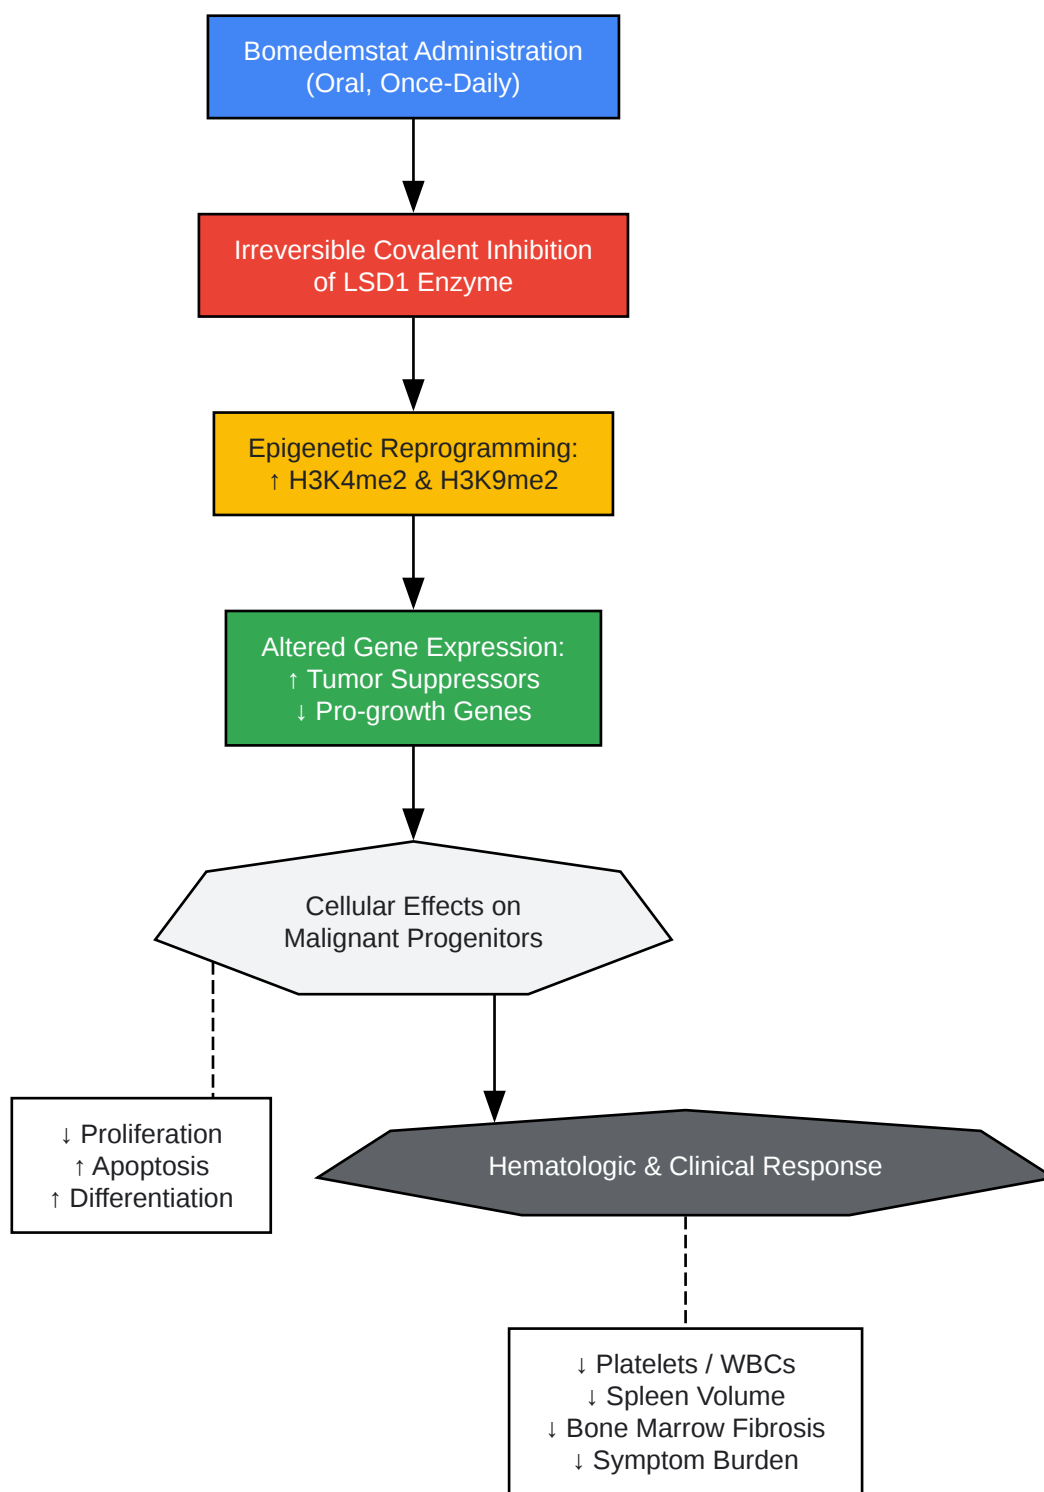 Bomedemstat Administration
(Oral, Once-Daily)
Irreversible Covalent Inhibition
of LSD1 Enzyme
Epigenetic Reprogramming:
↑ H3K4me2 & H3K9me2
Altered Gene Expression:
↑ Tumor Suppressors
↓ Pro-growth Genes
Cellular Effects on
Malignant Progenitors
↓ Proliferation
↑ Apoptosis
↑ Differentiation
Hematologic & Clinical Response
↓ Platelets / WBCs
↓ Spleen Volume
↓ Bone Marrow Fibrosis
↓ Symptom Burden